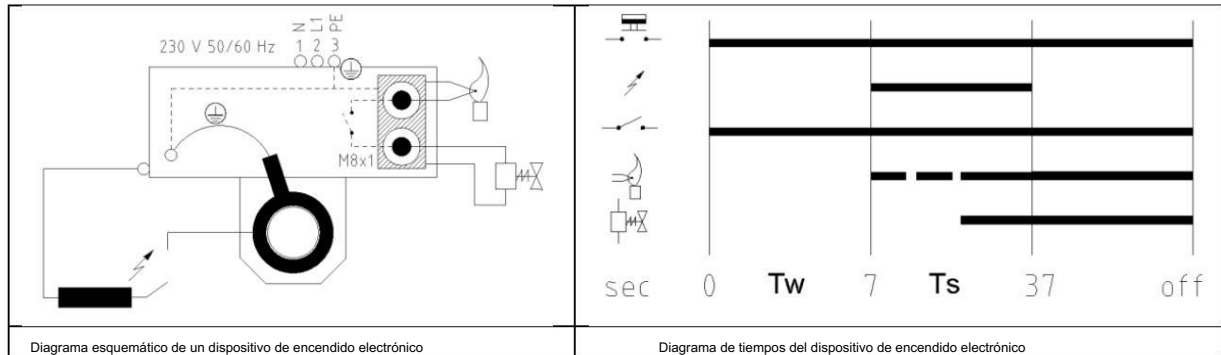 N L1 PE
230 V 50/60 Hz 1 2 3
M8x1
Diagrama esquemático de un dispositivo de encendido electrónico
sec 0 Tw 7 Ts 37 off
Diagrama de tiempos del dispositivo de encendido electrónico